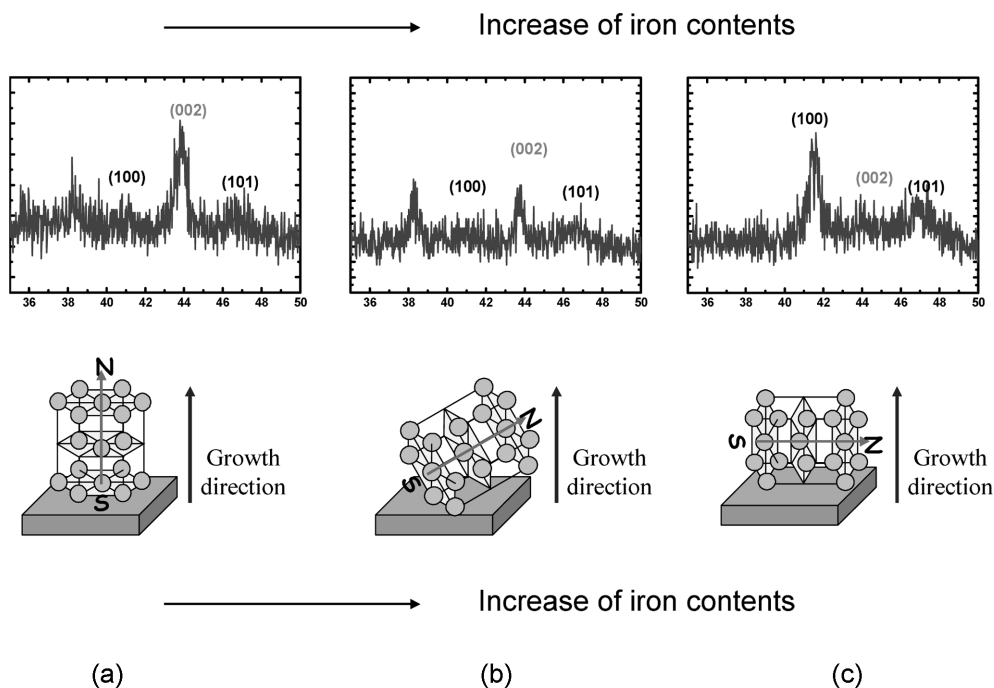 Increase of iron contents
(002)
(100)
(101)
36 38 40 42 44 46 48 50
(002)
(100)
(101)
36 38 40 42 44 46 48 50
(100)
(002)
(101)
36 38 40 42 44 46 48 50
N
S
Growth
direction
N
S
Growth
direction
S
N
Growth
direction
Increase of iron contents
(a)
(b)
(c)